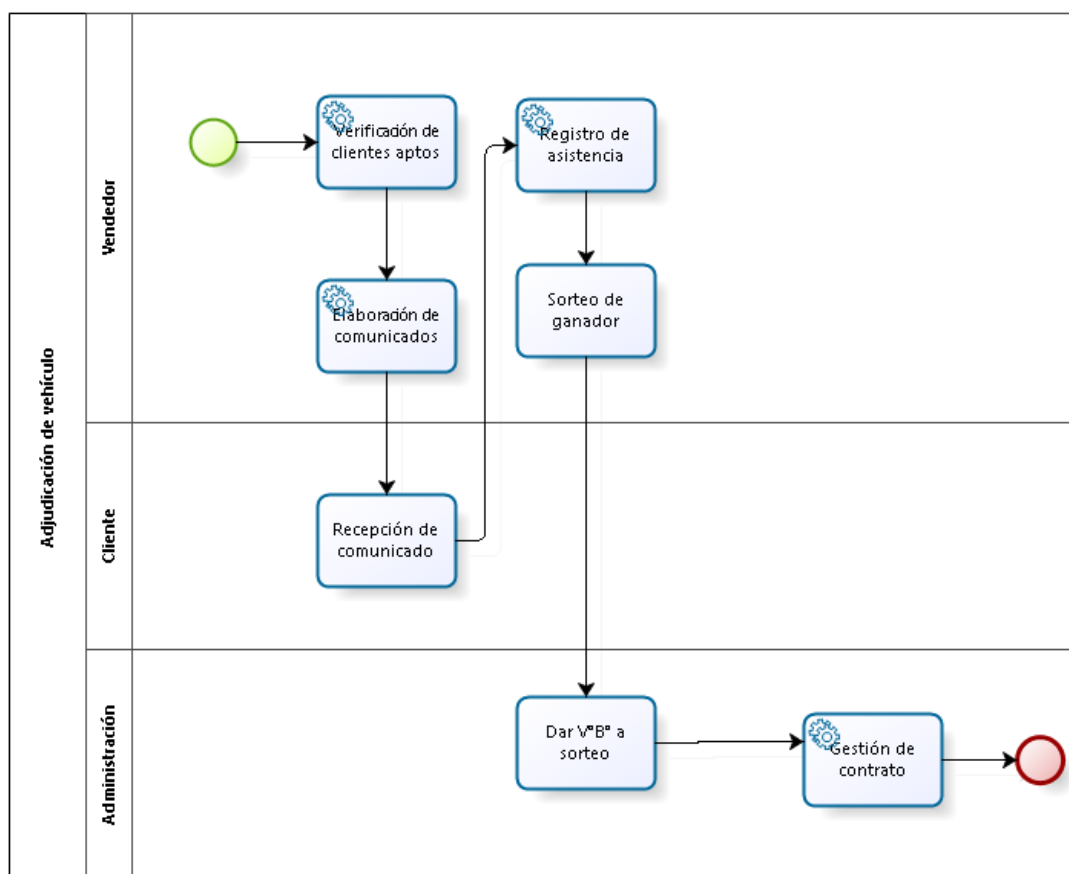 Adjudicación de vehículo
Vendedor
Verificación de
clientes aptos
Registro de
asistencia
Elaboración de
comunicados
Sorteo de
ganador
Cliente
Recepción de
comunicado
Administración
Dar V°B° a
sorteo
Gestión de
contrato